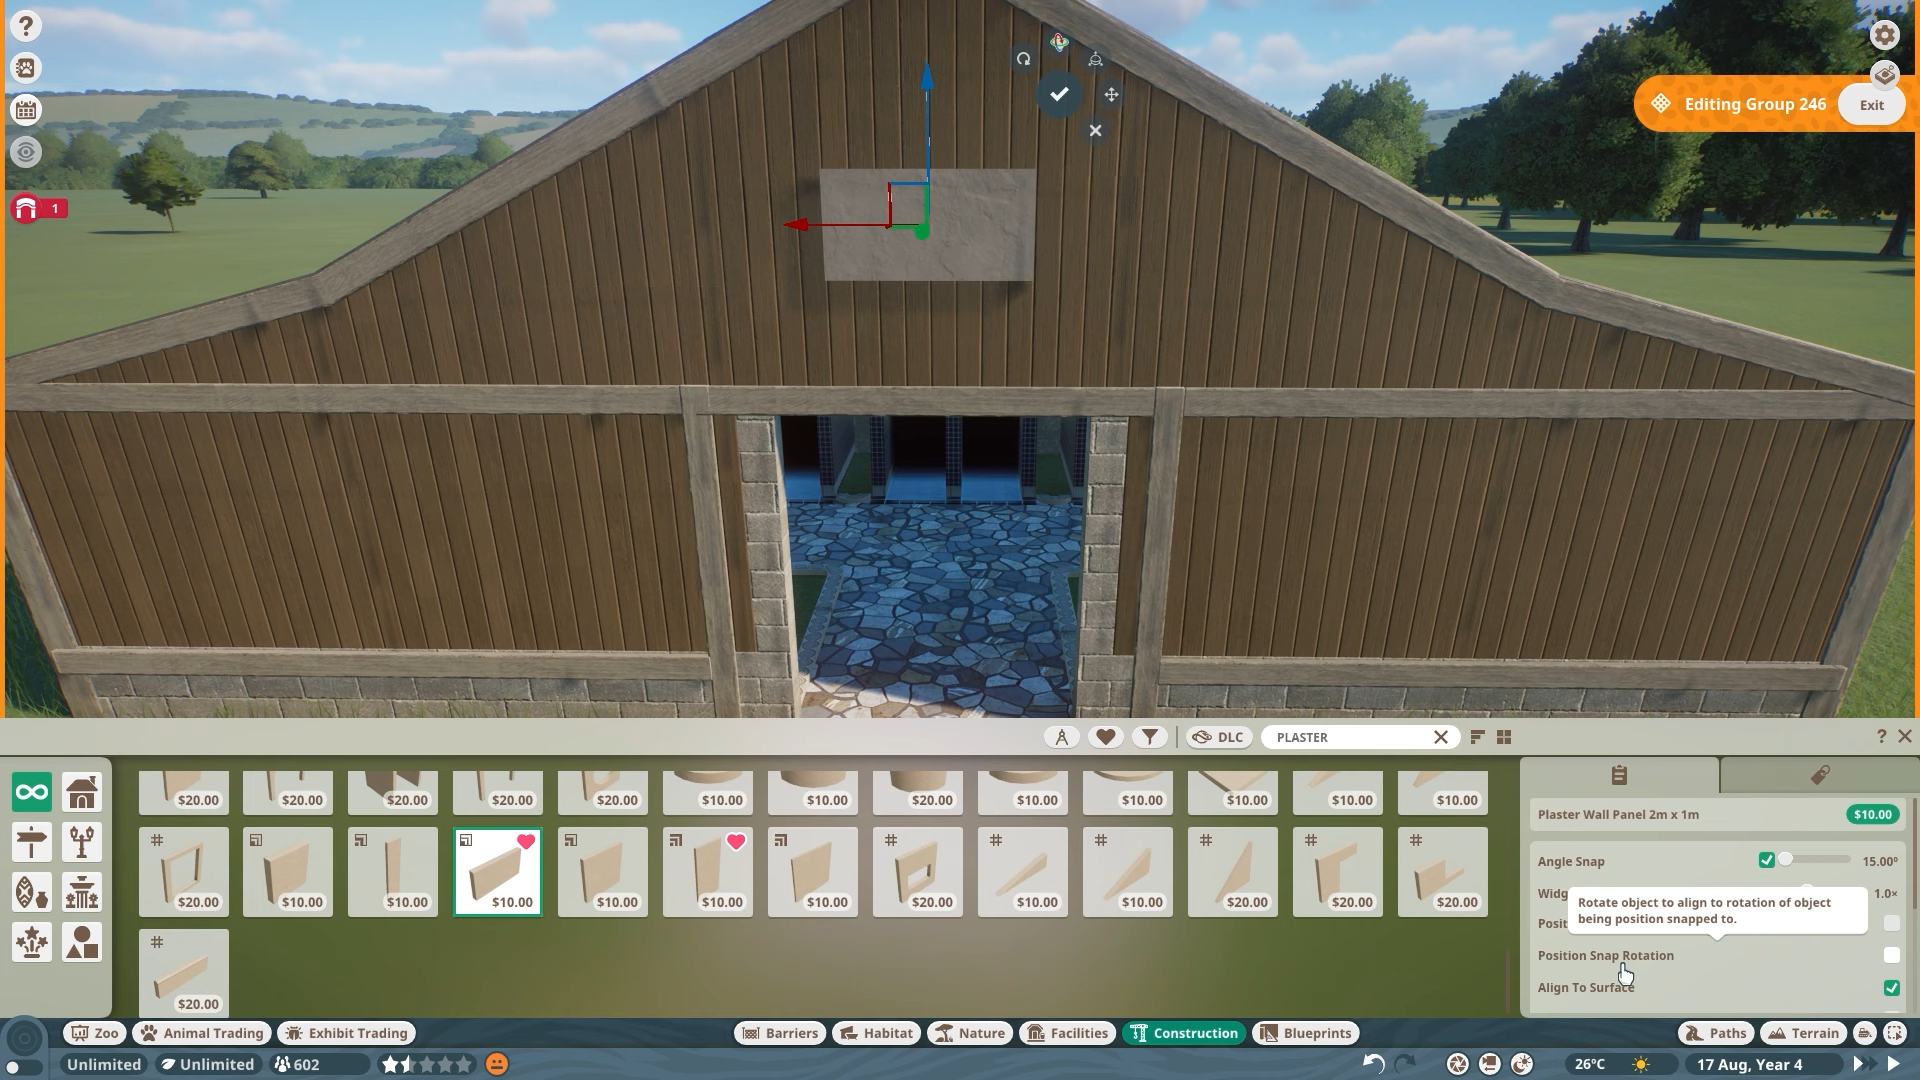 ?
1
Editing Group 246
Exit
DLC
PLASTER
?
$20.00
$20.00
$20.00
$20.00
$20.00
$10.00
$10.00
$20.00
$10.00
$10.00
$10.00
$10.00
$10.00
$20.00
$10.00
$10.00
$10.00
$10.00
$10.00
$10.00
$20.00
$10.00
$10.00
$20.00
$20.00
$20.00
$20.00
Plaster Wall Panel 2m x 1m
$10.00
Angle Snap
15.00°
Widg
1.0×
Rotate object to align to rotation of object
being position snapped to.
Posit
Position Snap Rotation
Align To Surface
Zoo
Animal Trading
Exhibit Trading
Barriers
Habitat
Nature
Facilities
Construction
Blueprints
Paths
Terrain
Unlimited
Unlimited
602
26°C
17 Aug, Year 4